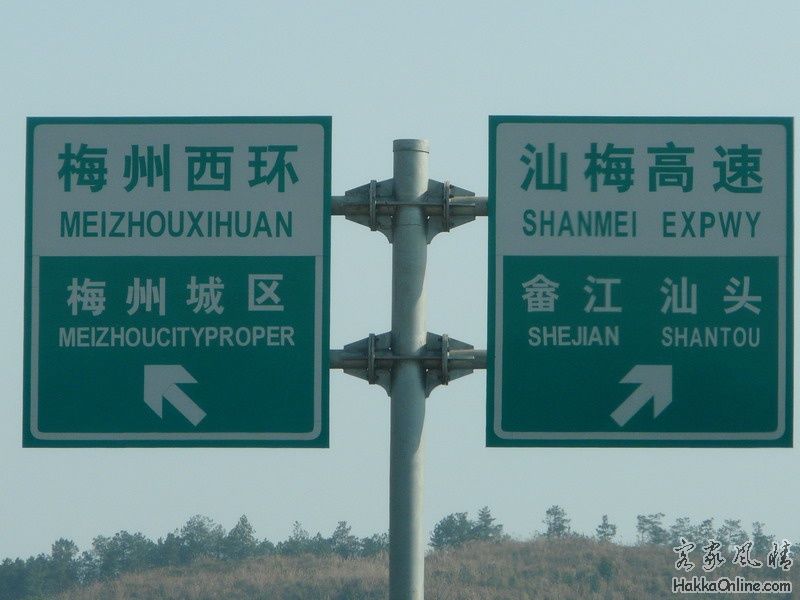 梅州西环
MEIZHOUXIHUAN
梅州城区
MEIZHOUCITYPROPER
汕梅高速
SHANMEI EXPWY
畲江 汕头
SHEJIAN SHANTOU
客家风情
HakkaOnline.com